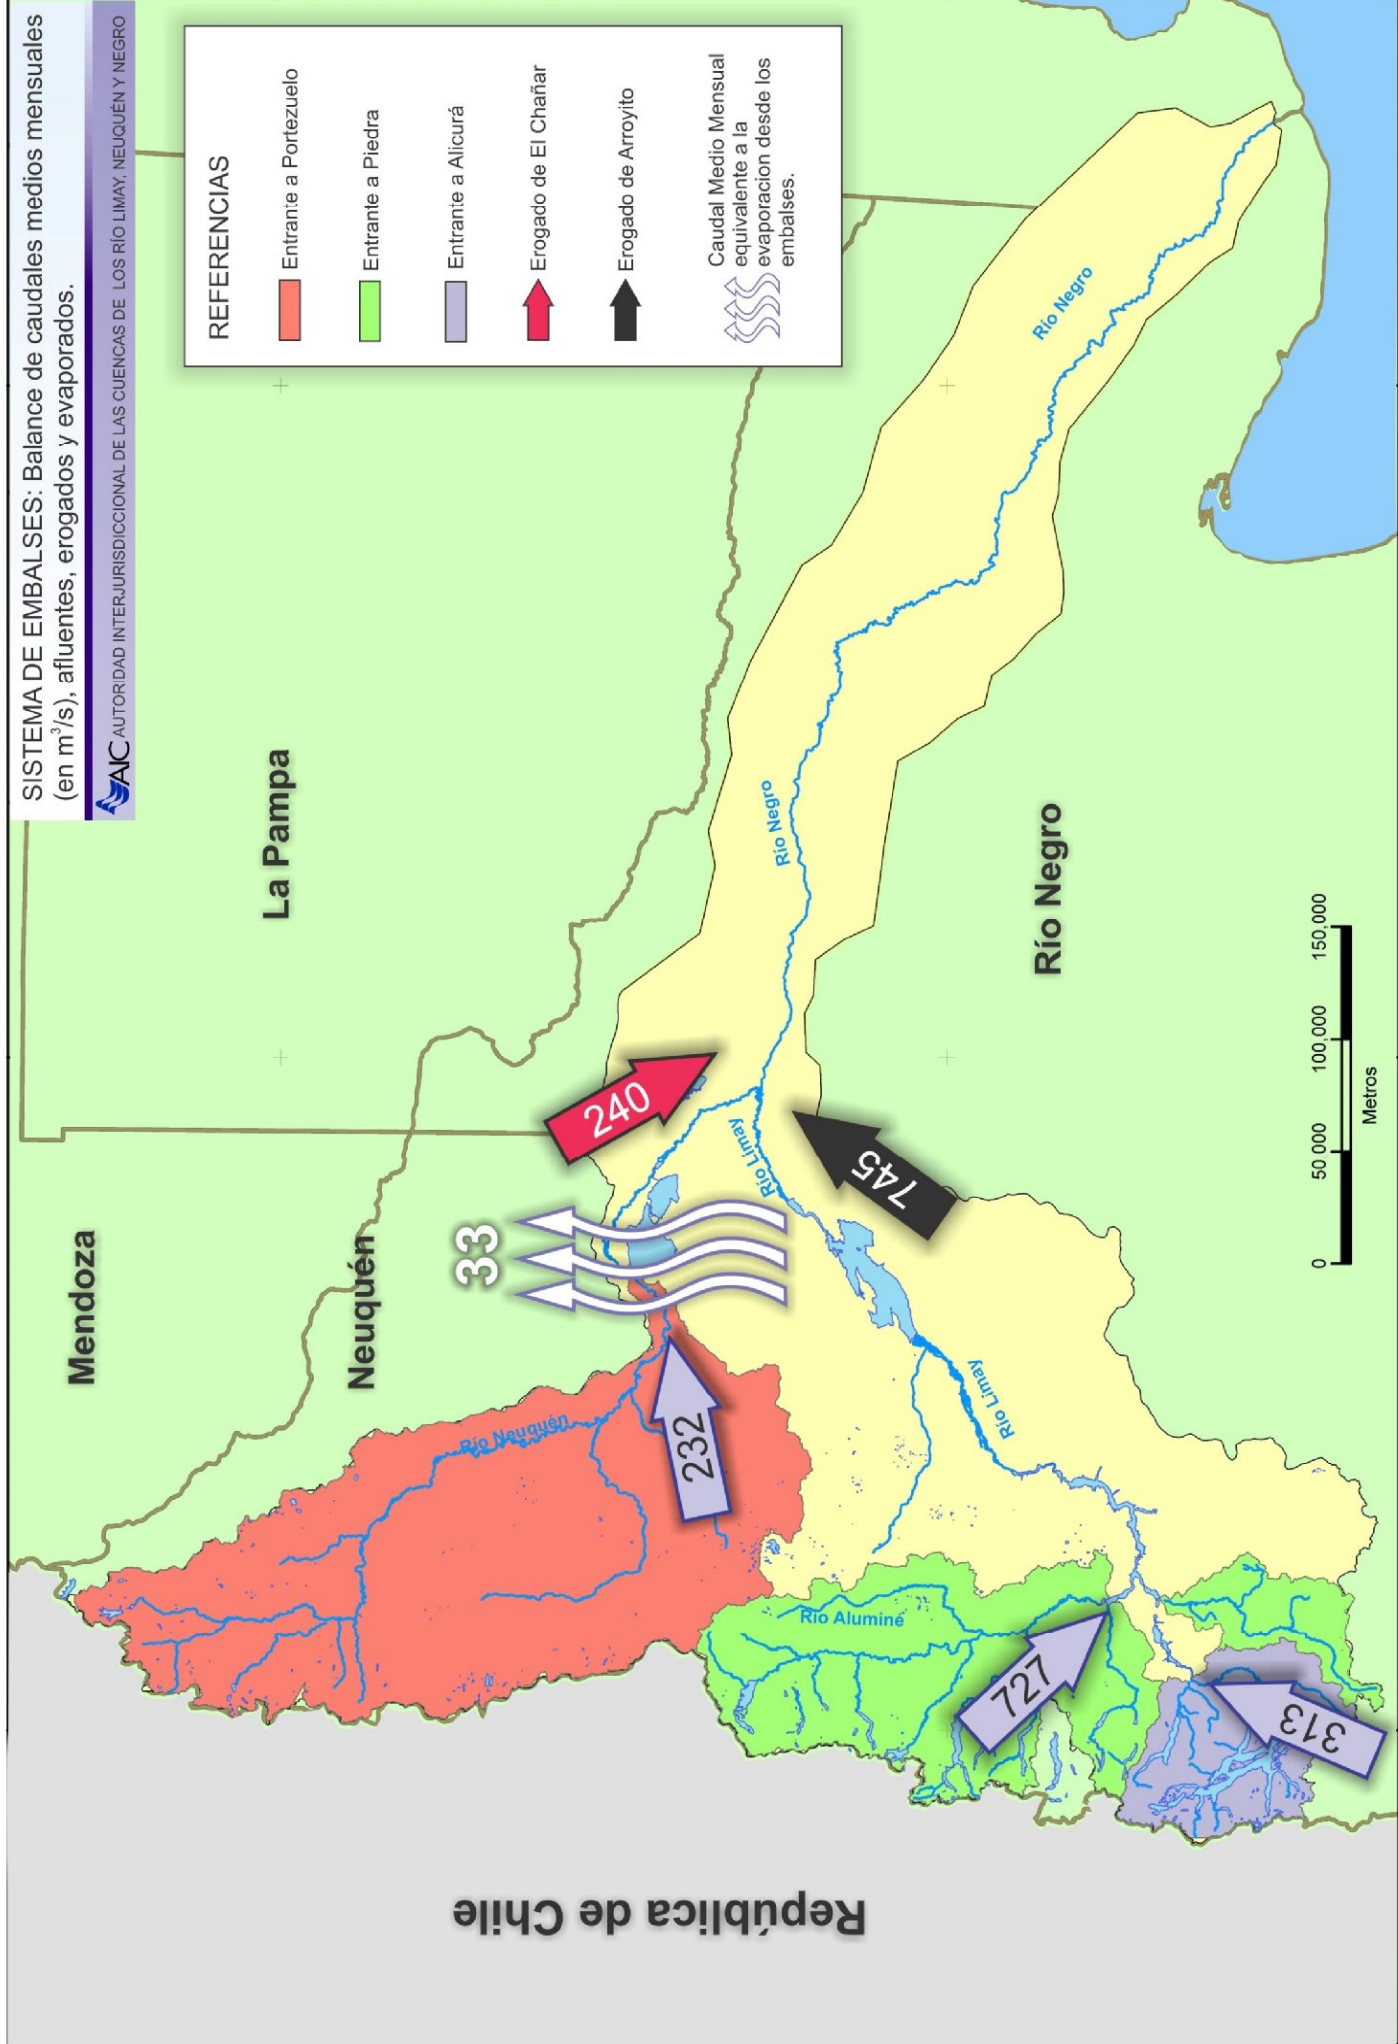 SISTEMA DE EMBALSES: Balance de caudales medios mensuales
(en m³/s), afluentes, erogados y evaporados.
AIC AUTORIDAD INTERJURISDICCIONAL DE LAS CUENCAS DE LOS RÍO LIMAY, NEUQUÉN Y NEGRO
REFERENCIAS
Entrante a Portezuelo
Entrante a Piedra
Entrante a Alicurá
Erogado de El Chañar
Erogado de Arroyito
Caudal Medio Mensual
equivalente a la
evaporacion desde los
embalses.
Mendoza
La Pampa
Neuquén
33
240
Río Neuquén
232
Río Limay
Río Negro
745
Río Negro
República de Chile
Río Aluminé
Río Limay
727
313
Río Negro
0
50.000
100.000
150.000
Metros